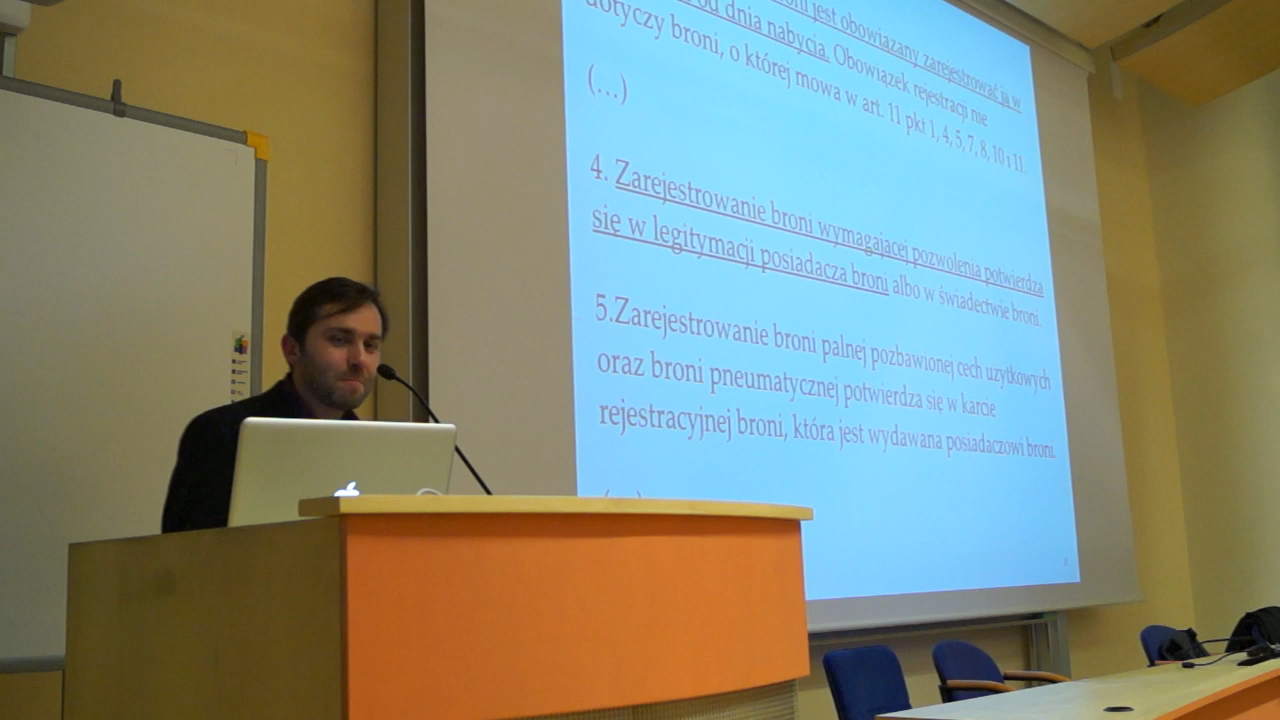 jest obowiązany zarejestrować ją w
od dnia nabycia. Obowiązek rejestracji nie
dotyczy broni, o której mowa w art. 11 pkt 1, 4, 5, 7, 8, 10 i 11.
(…)
4. Zarejestrowanie broni wymagającej pozwolenia potwierdza
się w legitymacji posiadacza broni albo w świadectwie broni.
5.Zarejestrowanie broni palnej pozbawionej cech użytkowych
oraz broni pneumatycznej potwierdza się w karcie
rejestracyjnej broni, która jest wydawana posiadaczowi broni.